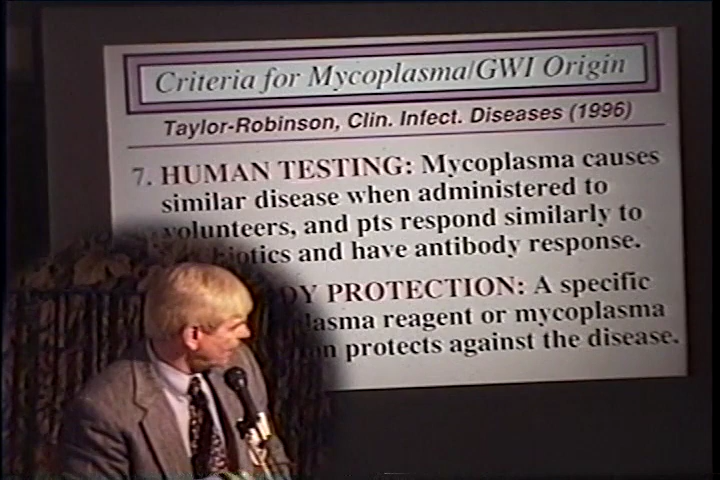 Criteria for Mycoplasma/GWI Origin
Taylor-Robinson, Clin. Infect. Diseases (1996)
7. HUMAN TESTING: Mycoplasma causes
similar disease when administered to
volunteers, and pts respond similarly to
and have antibody response.
PROTECTION: A specific
reagent or mycoplasma
protects against the disease.